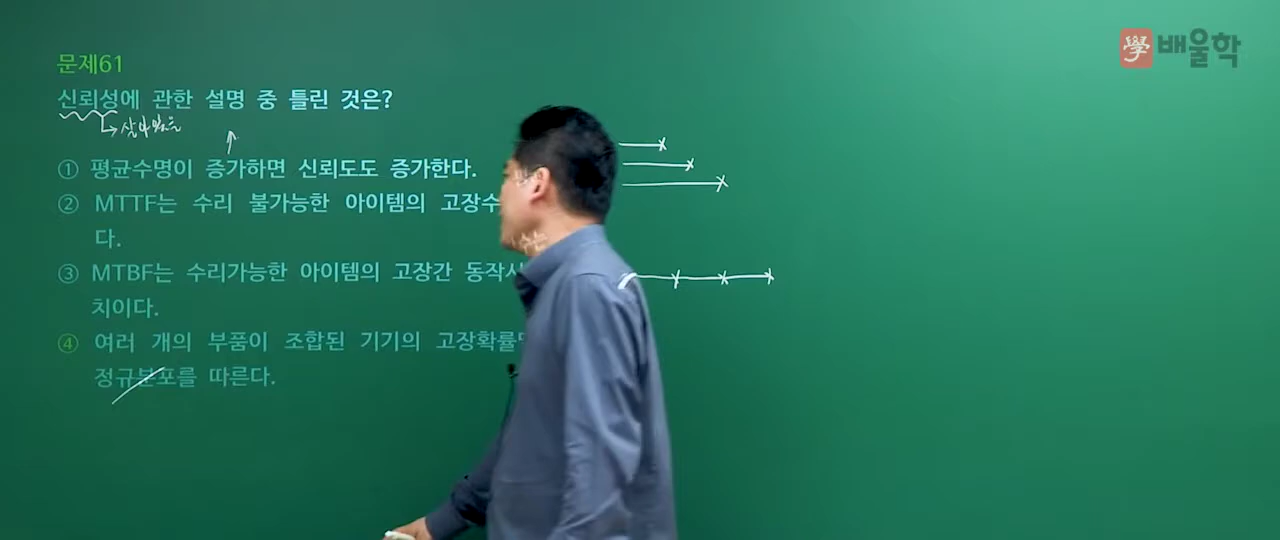 學 배울학
문제61
신뢰성에 관한 설명 중 틀린 것은?
① 평균수명이 증가하면 신뢰도도 증가한다.
② MTTF는 수리 불가능한 아이템의 고장수
다.
③ MTBF는 수리가능한 아이템의 고장간
치이다.
④ 여러 개의 부품이 조합된 기기의 고장확률
정규분포를 따른다.